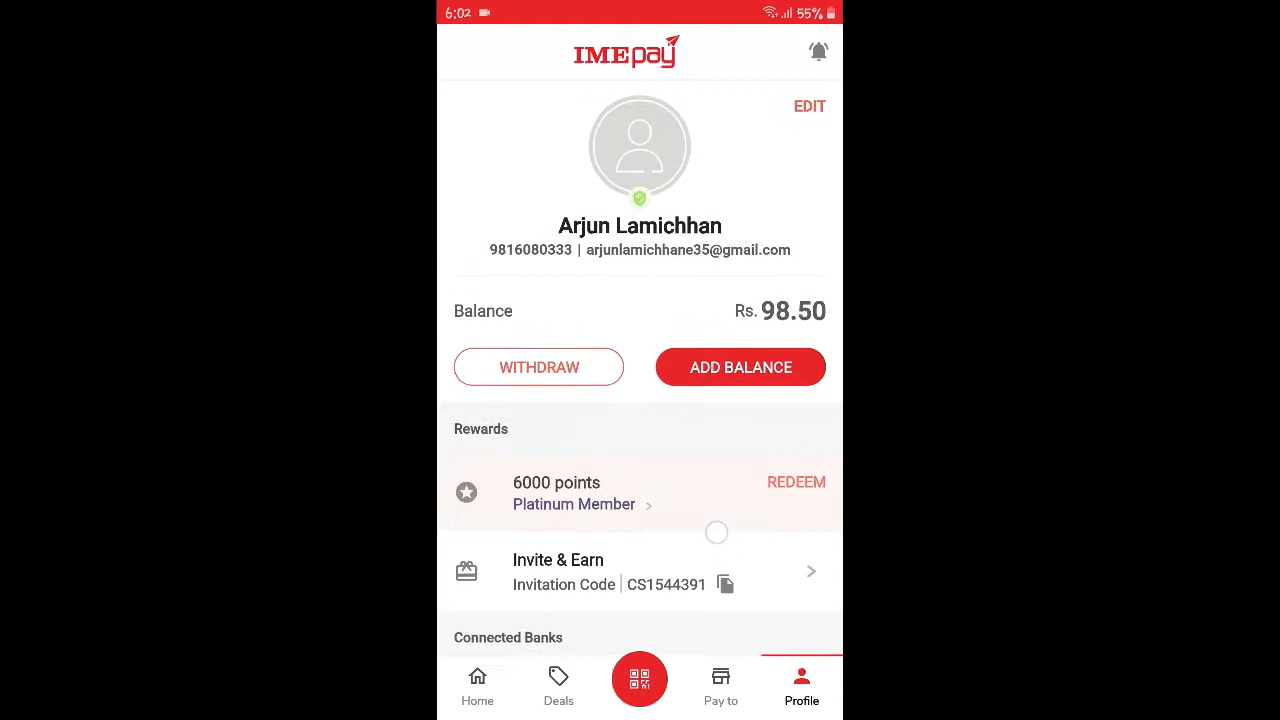 6:02 55%
IMEpay
EDIT
Arjun Lamichhan
9816080333 | arjunlamichhane35@gmail.com
Balance Rs. 98.50
WITHDRAW ADD BALANCE
Rewards
6000 points REDEEM
Platinum Member >
Invite & Earn
Invitation Code | CS1544391
Connected Banks
Home Deals Pay to Profile